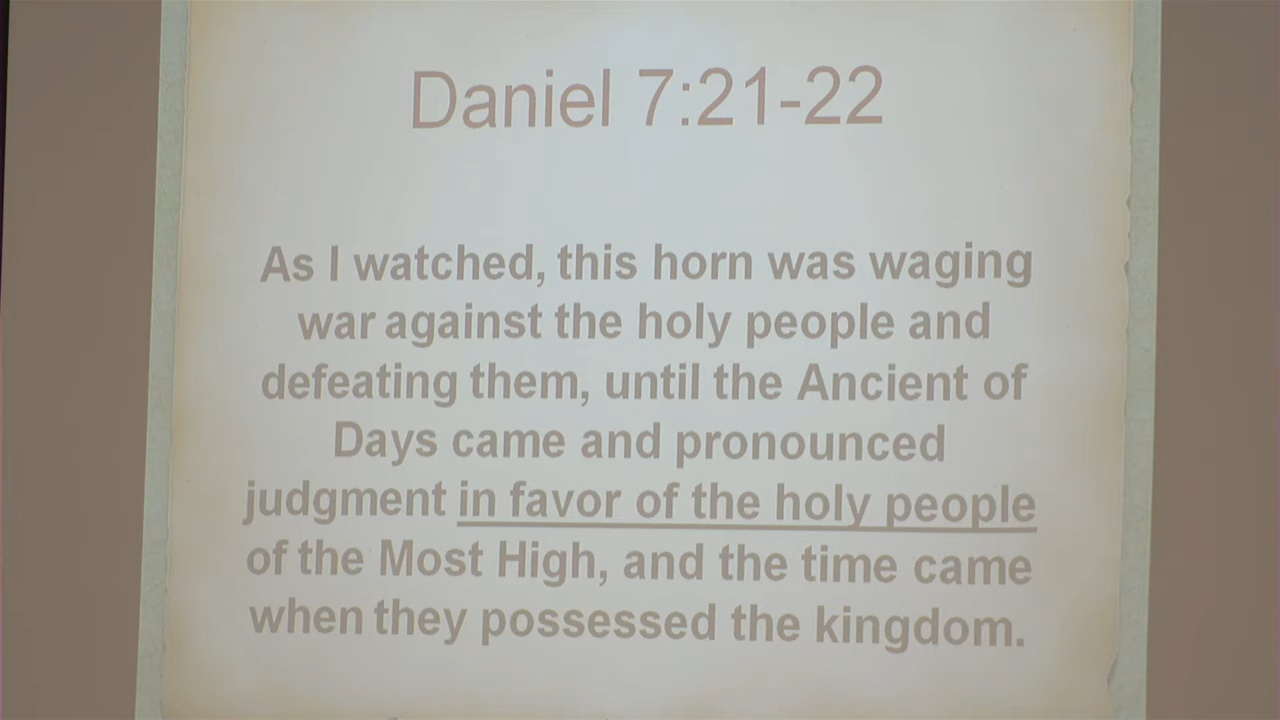 Daniel 7:21-22
As I watched, this horn was waging
war against the holy people and
defeating them, until the Ancient of
Days came and pronounced
judgment in favor of the holy people
of the Most High, and the time came
when they possessed the kingdom.